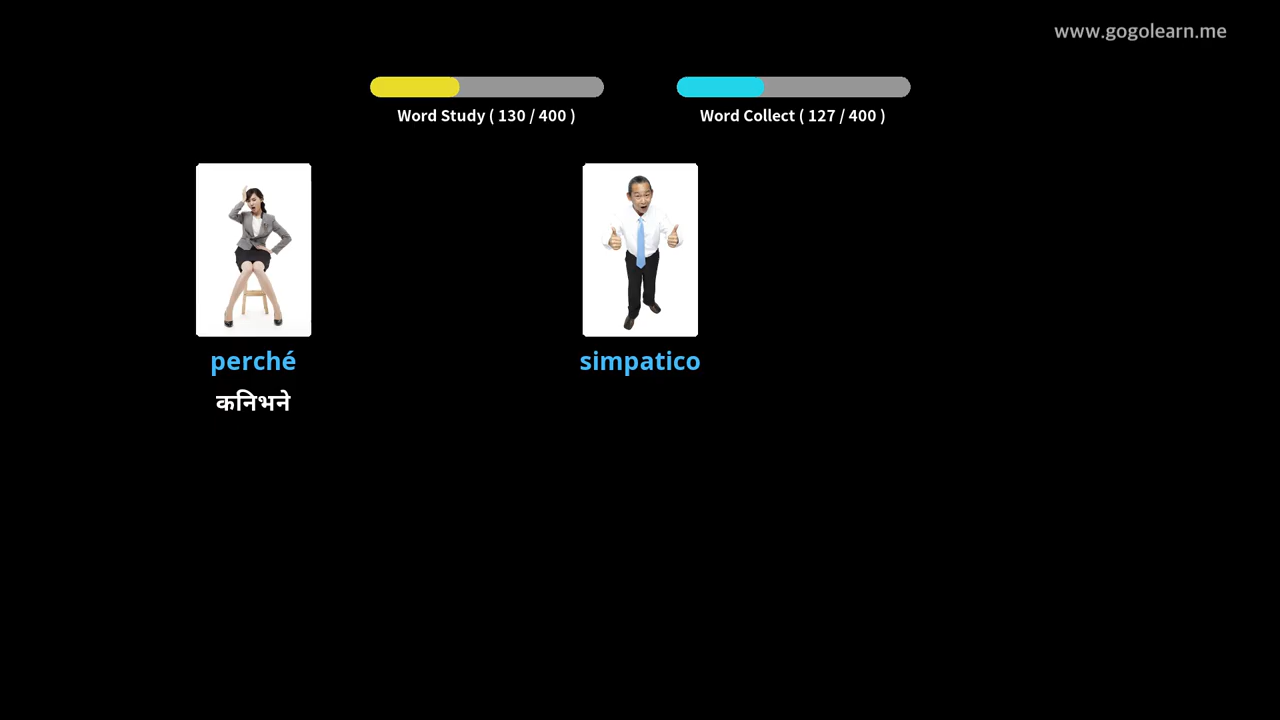 www.gogolearn.me
Word Study ( 130 / 400 )
Word Collect ( 127 / 400 )
perché
simpatico
कनिभने